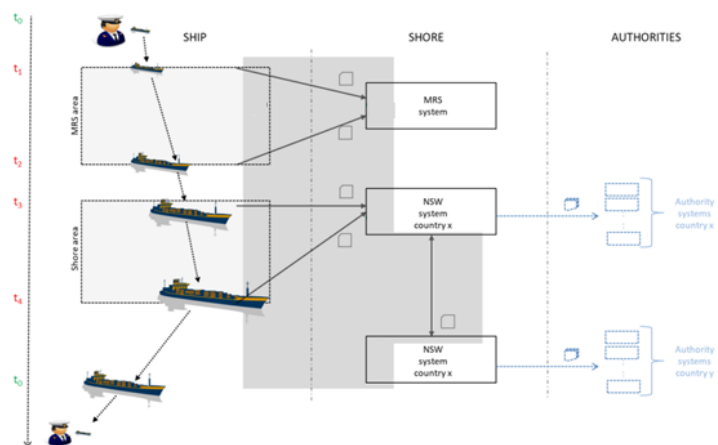 t0
SHIP
SHORE
AUTHORITIES
t1
MRS area
MRS
system
t2
t3
Shore area
NSW
system
country x
Authority
systems
country x
t4
NSW
system
country x
Authority
systems
country y
t0